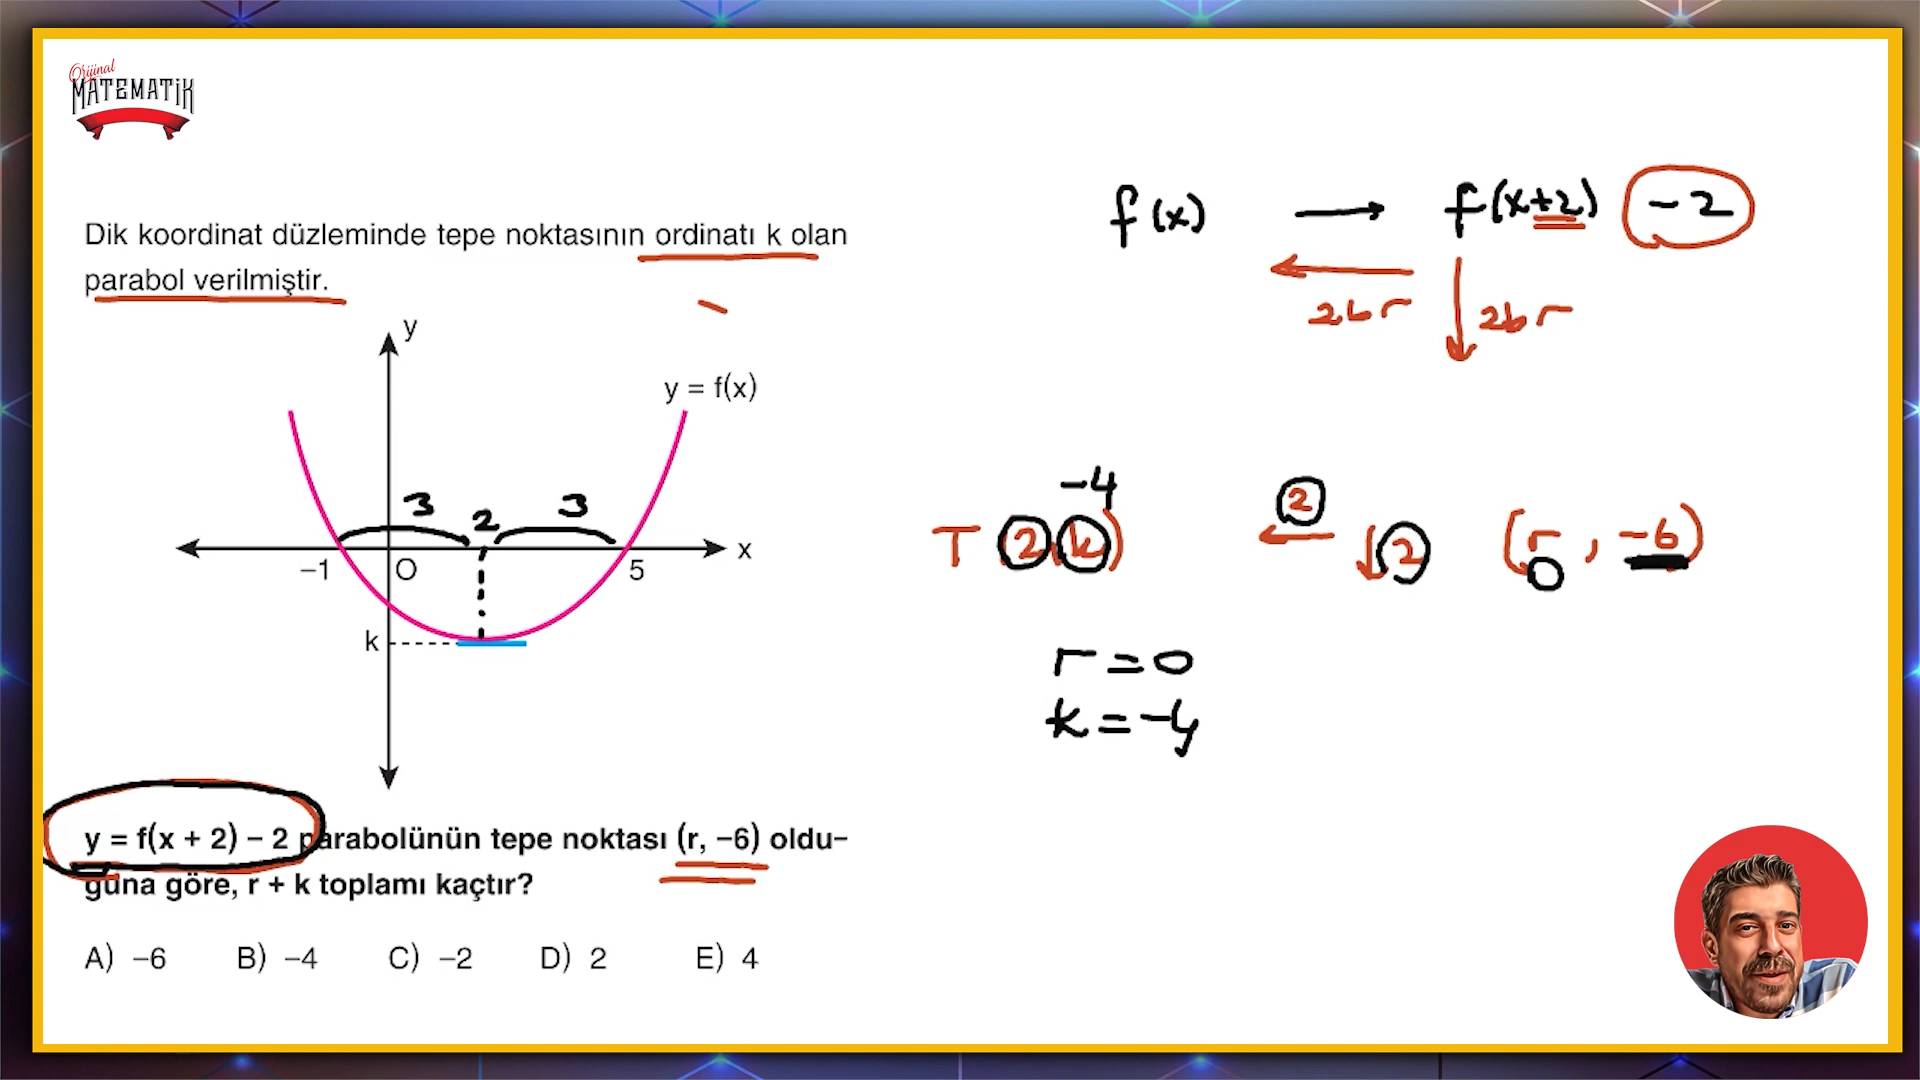 Orijinal
MATEMATİK
Dik koordinat düzleminde tepe noktasının ordinatı k olan
parabol verilmiştir.
y
y = f(x)
3 2 3
−1 O 5 x
k
y = f(x + 2) – 2 parabolünün tepe noktası (r, –6) oldu–
ğuna göre, r + k toplamı kaçtır?
A) –6 B) –4 C) –2 D) 2 E) 4
f(x) → f(x+2) -2
2br 2br
-4
T (2, k) 2 2 (r, -6)
0
r = 0
k = -4